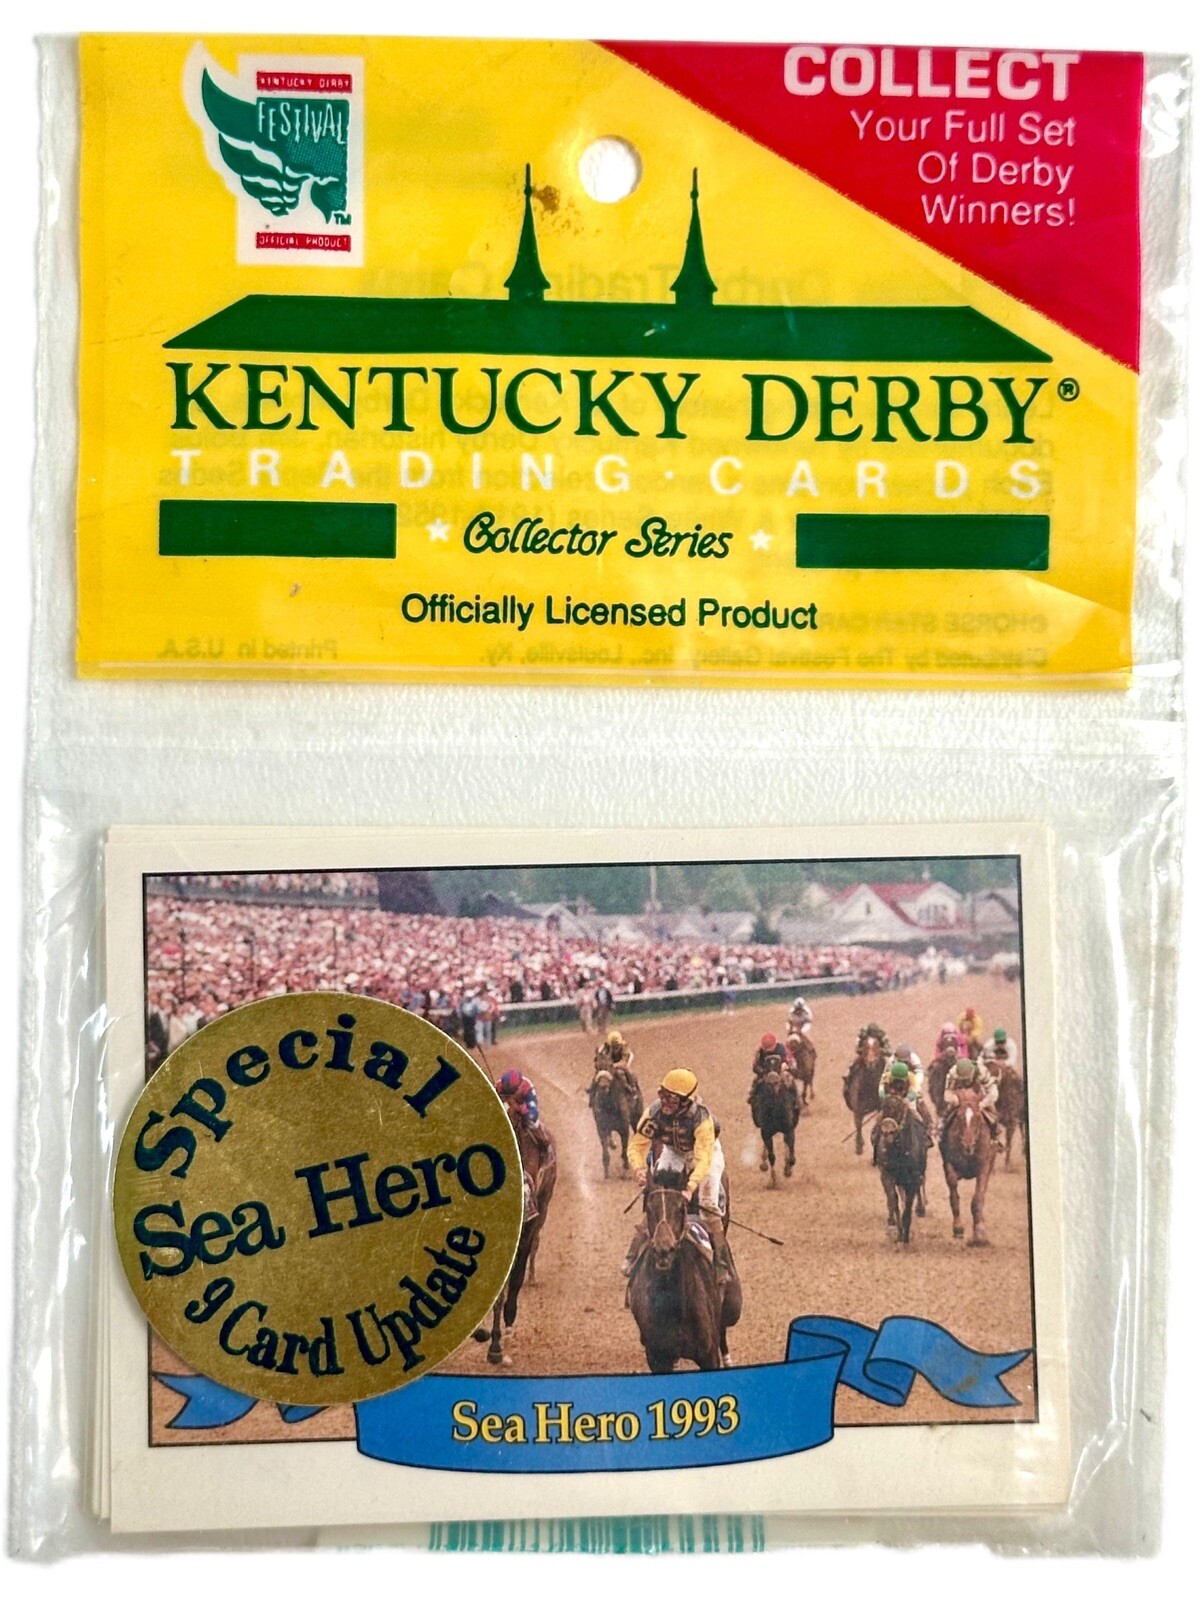 KENTUCKY DERBY
FESTIVAL
TM
OFFICIAL PRODUCT
COLLECT
Your Full Set
Of Derby
Winners!
KENTUCKY DERBY®
TRADING·CARDS
Collector Series
Officially Licensed Product
Special
Sea Hero
9 Card Update
Sea Hero 1993